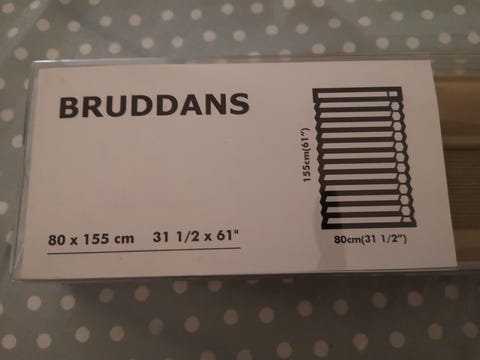 BRUDDANS
155cm(61")
80cm(31 1/2")
80 x 155 cm 31 1/2 x 61"